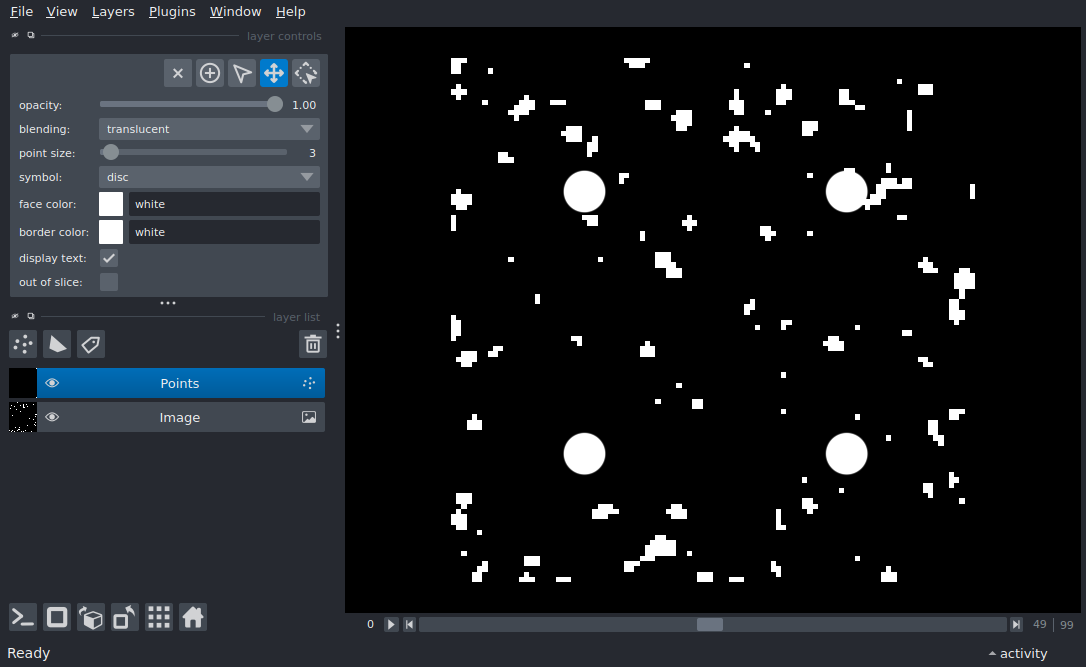 File View Layers Plugins Window Help
layer controls
opacity: 1.00
blending: translucent
point size: 3
symbol: disc
face color: white
border color: white
display text:
out of slice:
layer list
Points
Image
0 49 99
Ready activity